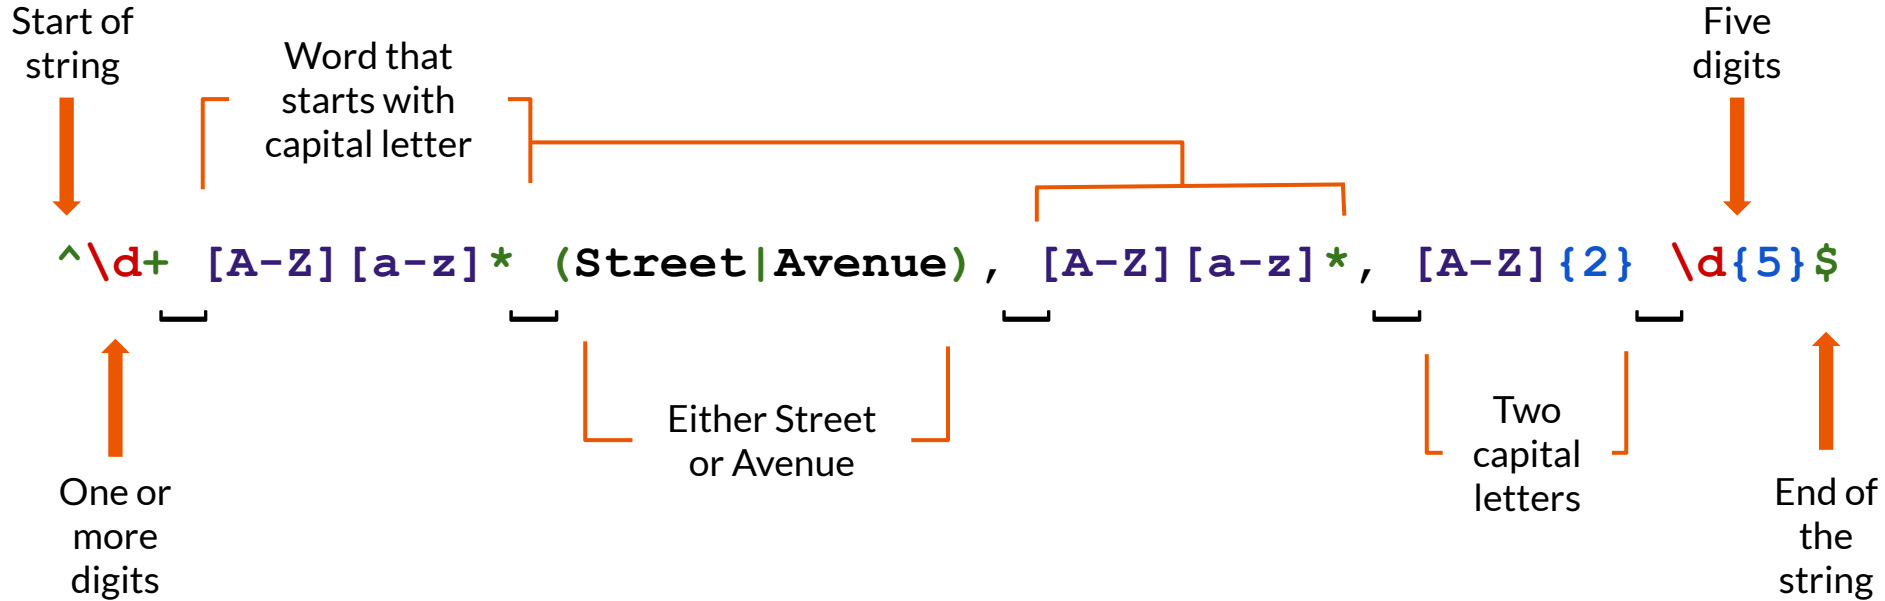 Start of
string
Word that
starts with
capital letter
Five
digits
^\d+ [A-Z][a-z]* (Street|Avenue), [A-Z][a-z]*, [A-Z]{2} \d{5}$
One or
more
digits
Either Street
or Avenue
Two
capital
letters
End of
the
string